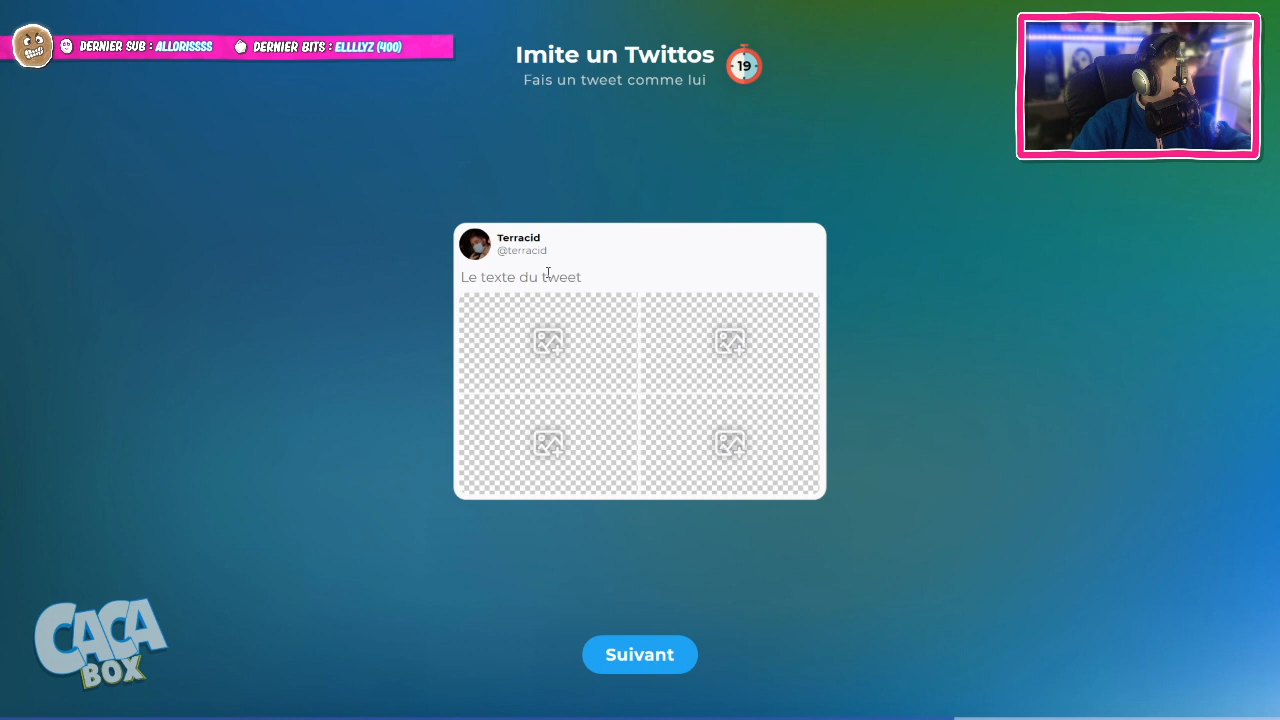 DERNIER SUB : ALLORISSSS DERNIER BITS : ELLLLYZ (400)
Imite un Twittos
Fais un tweet comme lui
19
Terracid
@terracid
Le texte du tweet
CACA
BOX
Suivant